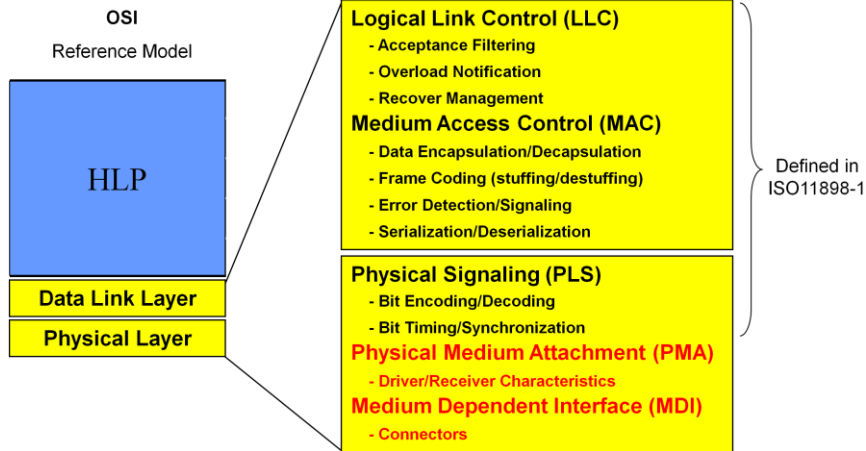 OSI
Reference Model
HLP
Data Link Layer
Physical Layer
Logical Link Control (LLC)
- Acceptance Filtering
- Overload Notification
- Recover Management
Medium Access Control (MAC)
- Data Encapsulation/Decapsulation
- Frame Coding (stuffing/destuffing)
- Error Detection/Signaling
- Serialization/Deserialization
Physical Signaling (PLS)
- Bit Encoding/Decoding
- Bit Timing/Synchronization
Physical Medium Attachment (PMA)
- Driver/Receiver Characteristics
Medium Dependent Interface (MDI)
- Connectors
Defined in
ISO11898-1